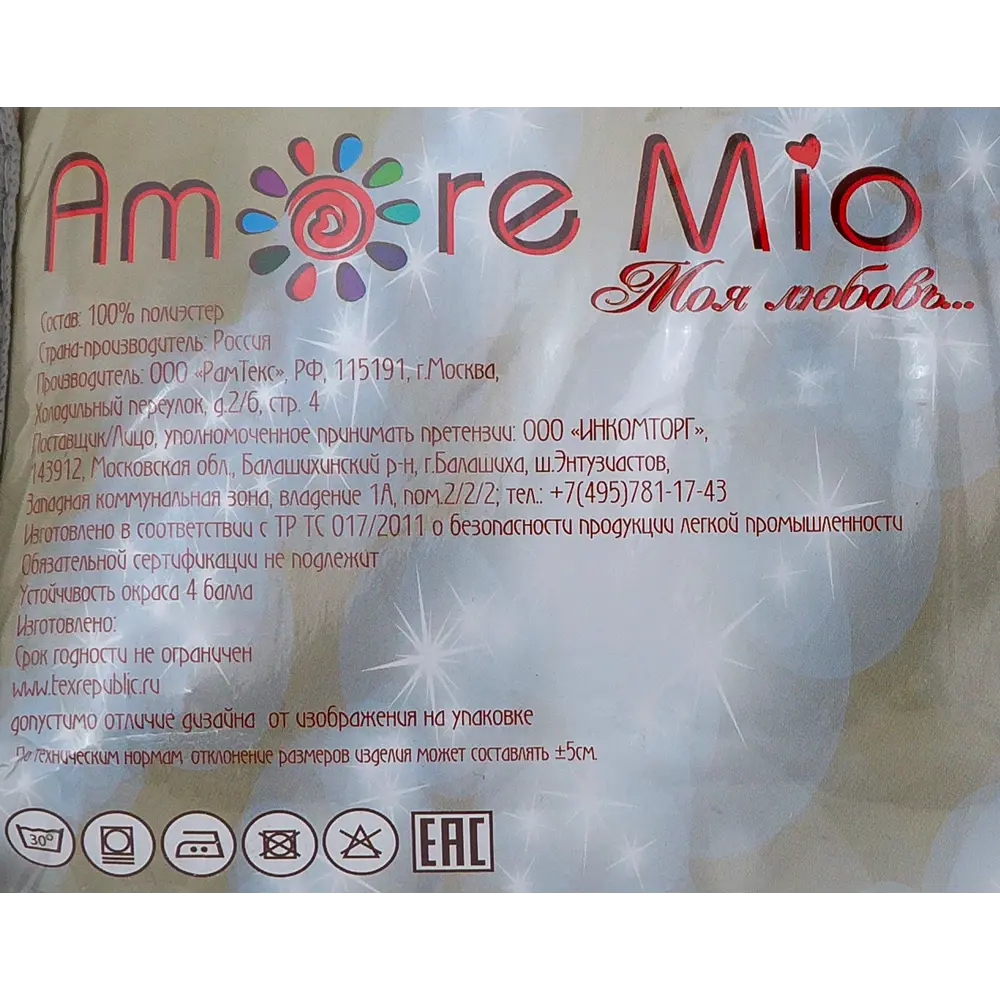 Amore Mio
Моя любовь...
Состав: 100% полиэстер
Страна-производитель: Россия
Производитель: ООО «РамТекс», РФ, 115191, г.Москва,
Холодильный переулок, д.2/6, стр. 4
Поставщик/Лицо, уполномоченное принимать претензии: ООО «ИНКОМТОРГ»,
143912, Московская обл., Балашихинский р-н, г.Балашиха, ш.Энтузиастов,
Западная коммунальная зона, владение 1А, пом.2/2/2; тел.: +7(495)781-17-43
Изготовлено в соответствии с ТР ТС 017/2011 о безопасности продукции легкой промышленности
Обязательной сертификации не подлежит
Устойчивость окраса 4 балла
Изготовлено:
Срок годности не ограничен
www.texrepublic.ru
допустимо отличие дизайна от изображения на упаковке
По техническим нормам отклонение размеров изделия может составлять ±5см.
30° EAC